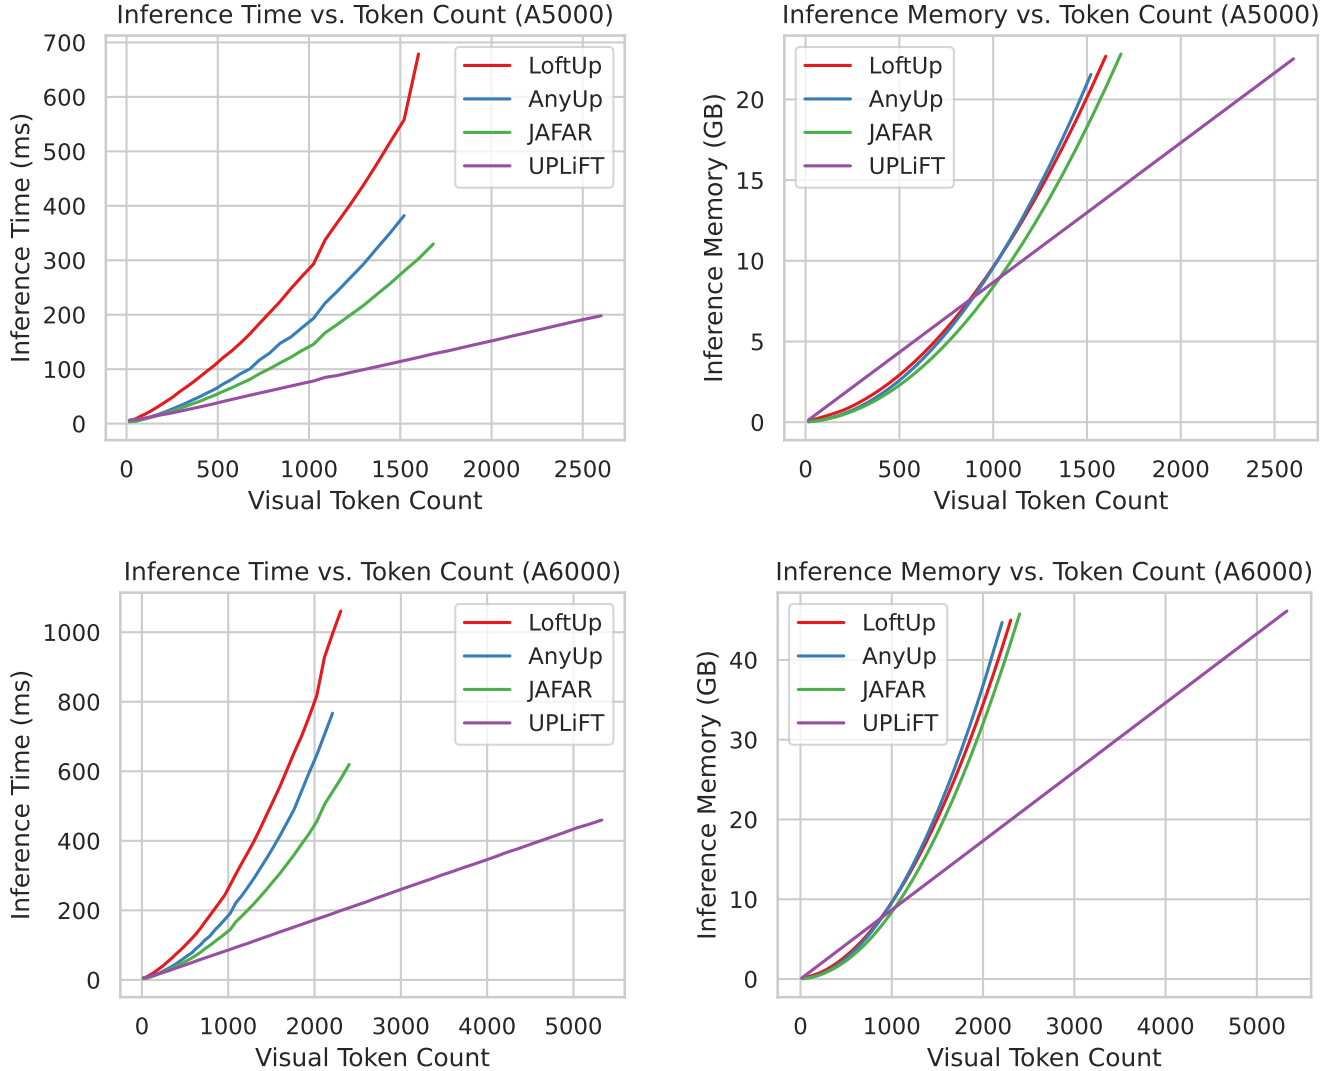 Inference Time vs. Token Count (A5000)
700
600
500
400
300
200
100
0
Inference Time (ms)
LoftUp
AnyUp
JAFAR
UPLiFT
0 500 1000 1500 2000 2500
Visual Token Count
Inference Memory vs. Token Count (A5000)
20
15
10
5
0
Inference Memory (GB)
LoftUp
AnyUp
JAFAR
UPLiFT
0 500 1000 1500 2000 2500
Visual Token Count
Inference Time vs. Token Count (A6000)
1000
800
600
400
200
0
Inference Time (ms)
LoftUp
AnyUp
JAFAR
UPLiFT
0 1000 2000 3000 4000 5000
Visual Token Count
Inference Memory vs. Token Count (A6000)
40
30
20
10
0
Inference Memory (GB)
LoftUp
AnyUp
JAFAR
UPLiFT
0 1000 2000 3000 4000 5000
Visual Token Count